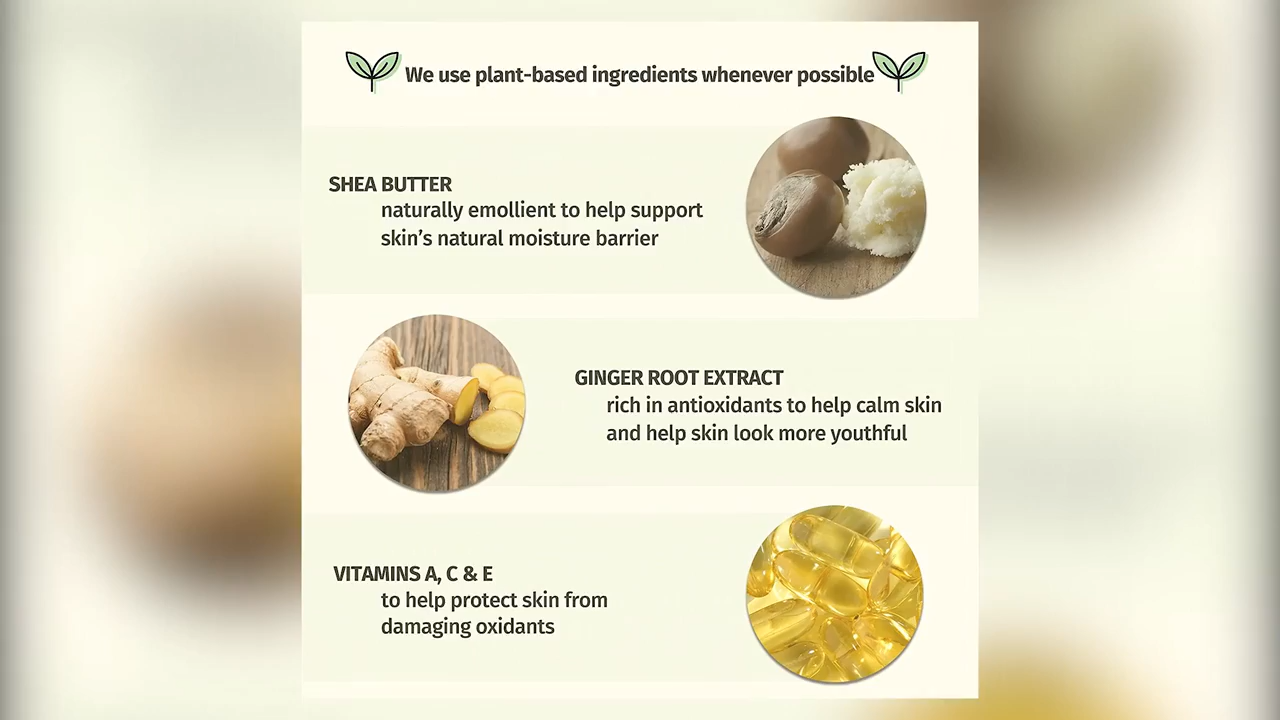 We use plant-based ingredients whenever possible
SHEA BUTTER
naturally emollient to help support
skin's natural moisture barrier
GINGER ROOT EXTRACT
rich in antioxidants to help calm skin
and help skin look more youthful
VITAMINS A, C & E
to help protect skin from
damaging oxidants